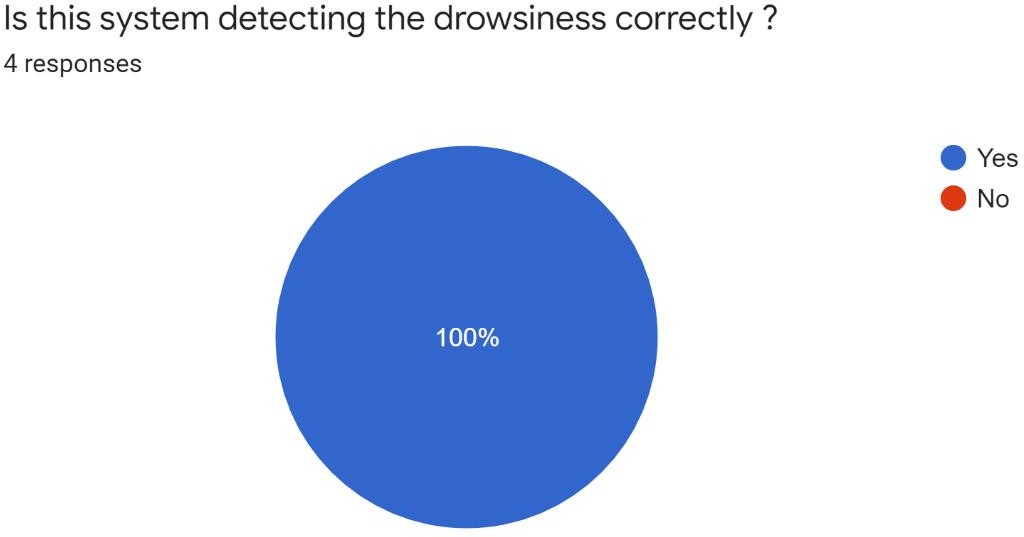 Is this system detecting the drowsiness correctly ?
4 responses
Yes
No
100%